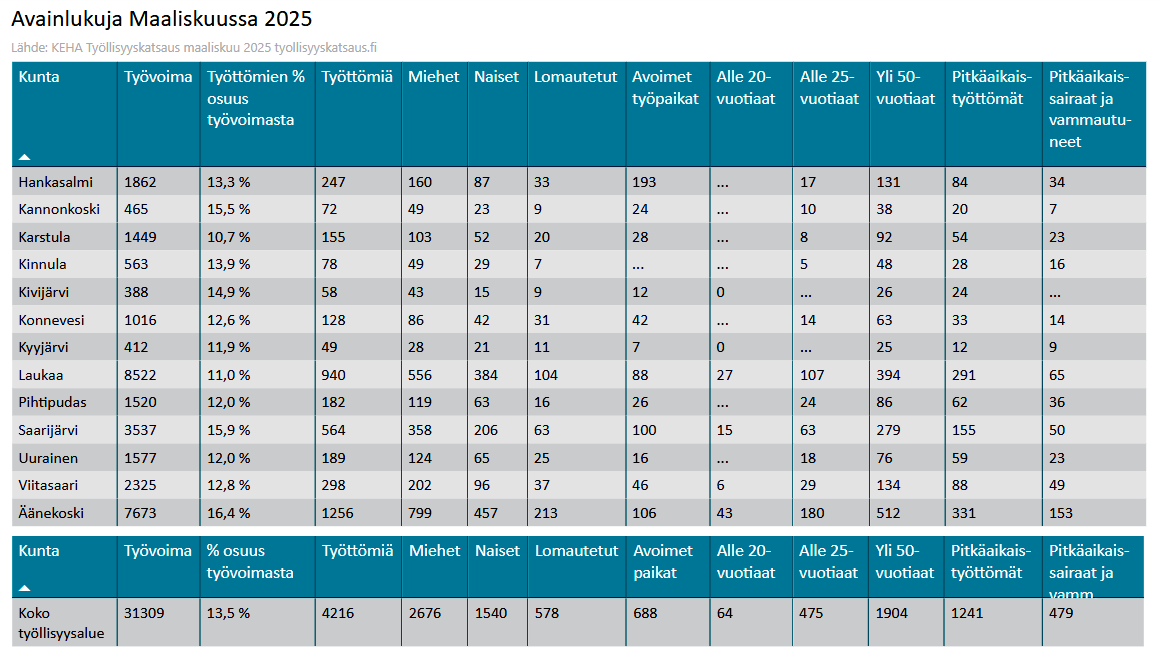 Avainlukuja Maaliskuussa 2025
Lähde: KEHA Työllisyyskatsaus maaliskuu 2025 tyollisyyskatsaus.fi
Kunta Työvoima Työttömien % Työttömiä Miehet Naiset Lomautetut Avoimet Alle 20- Alle 25- Yli 50- Pitkäaikais- Pitkäaikais-
osuus työpaikat vuotiaat vuotiaat vuotiaat työttömät sairaat ja
työvoimasta vammautu-
neet
Hankasalmi 1862 13,3 % 247 160 87 33 193 ... 17 131 84 34
Kannonkoski 465 15,5 % 72 49 23 9 24 ... 10 38 20 7
Karstula 1449 10,7 % 155 103 52 20 28 ... 8 92 54 23
Kinnula 563 13,9 % 78 49 29 7 ... ... 5 48 28 16
Kivijärvi 388 14,9 % 58 43 15 9 12 0 ... 26 24 ...
Konnevesi 1016 12,6 % 128 86 42 31 42 ... 14 63 33 14
Kyyjärvi 412 11,9 % 49 28 21 11 7 0 ... 25 12 9
Laukaa 8522 11,0 % 940 556 384 104 88 27 107 394 291 65
Pihtipudas 1520 12,0 % 182 119 63 16 26 ... 24 86 62 36
Saarijärvi 3537 15,9 % 564 358 206 63 100 15 63 279 155 50
Uurainen 1577 12,0 % 189 124 65 25 16 ... 18 76 59 23
Viitasaari 2325 12,8 % 298 202 96 37 46 6 29 134 88 49
Äänekoski 7673 16,4 % 1256 799 457 213 106 43 180 512 331 153
Kunta Työvoima % osuus Työttömiä Miehet Naiset Lomautetut Avoimet Alle 20- Alle 25- Yli 50- Pitkäaikais- Pitkäaikais-
työvoimasta paikat vuotiaat vuotiaat vuotiaat työttömät sairaat ja
vamm
Koko 31309 13,5 % 4216 2676 1540 578 688 64 475 1904 1241 479
työllisyysalue